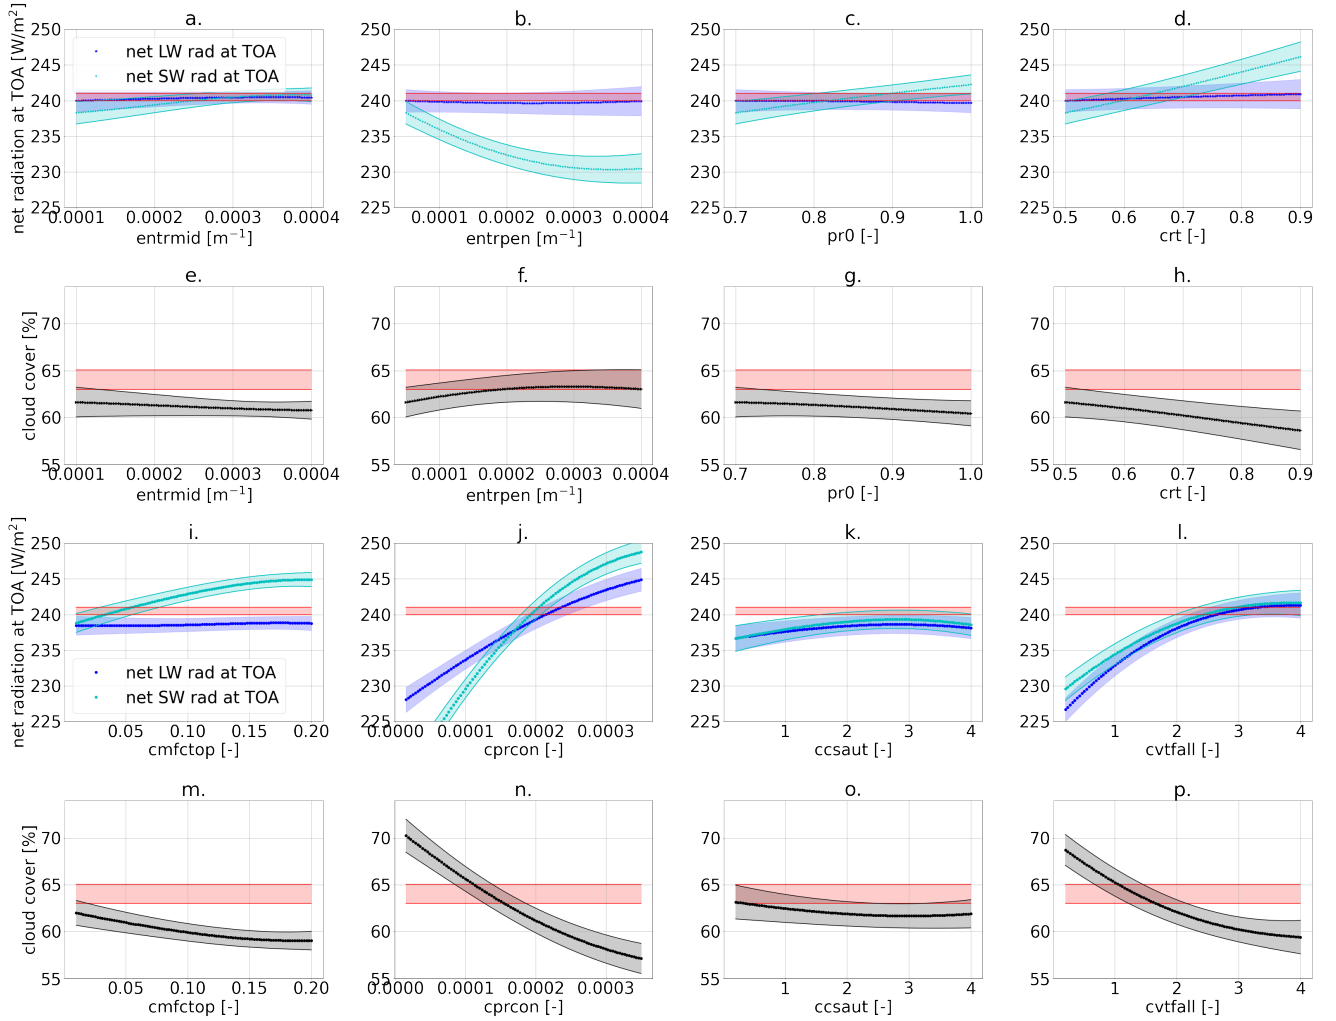 a. b. c. d.
net radiation at TOA [W/m²]
250 245 240 235 230 225
net LW rad at TOA
net SW rad at TOA
0.0001 0.0002 0.0003 0.0004
entrmid [m⁻¹]
250 245 240 235 230 225
0.0001 0.0002 0.0003 0.0004
entrpen [m⁻¹]
250 245 240 235 230 225
0.7 0.8 0.9 1.0
pr0 [-]
250 245 240 235 230 225
0.5 0.6 0.7 0.8 0.9
crt [-]
e. f. g. h.
cloud cover [%]
70 65 60 55
0.0001 0.0002 0.0003 0.0004
entrmid [m⁻¹]
70 65 60 55
0.0001 0.0002 0.0003 0.0004
entrpen [m⁻¹]
70 65 60 55
0.7 0.8 0.9 1.0
pr0 [-]
70 65 60 55
0.5 0.6 0.7 0.8 0.9
crt [-]
i. j. k. l.
net radiation at TOA [W/m²]
250 245 240 235 230 225
net LW rad at TOA
net SW rad at TOA
0.05 0.10 0.15 0.20
cmfctop [-]
250 245 240 235 230 225
0.0000 0.0001 0.0002 0.0003
cprcon [-]
250 245 240 235 230 225
1 2 3 4
ccsaut [-]
250 245 240 235 230 225
1 2 3 4
cvtfall [-]
m. n. o. p.
cloud cover [%]
70 65 60 55
0.05 0.10 0.15 0.20
cmfctop [-]
70 65 60 55
0.0000 0.0001 0.0002 0.0003
cprcon [-]
70 65 60 55
1 2 3 4
ccsaut [-]
70 65 60 55
1 2 3 4
cvtfall [-]